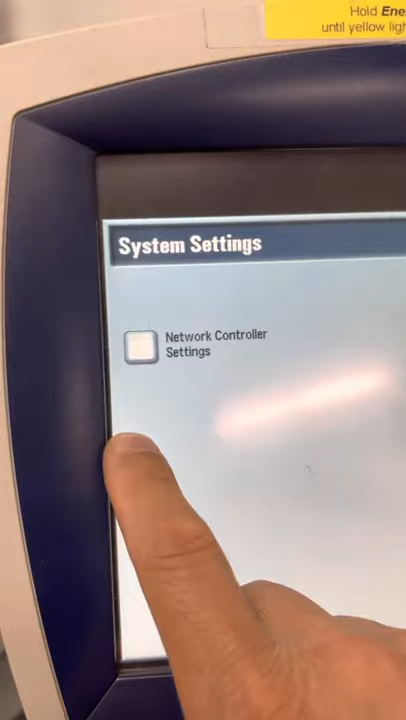 Hold Ene
until yellow ligh
System Settings
Network Controller
Settings